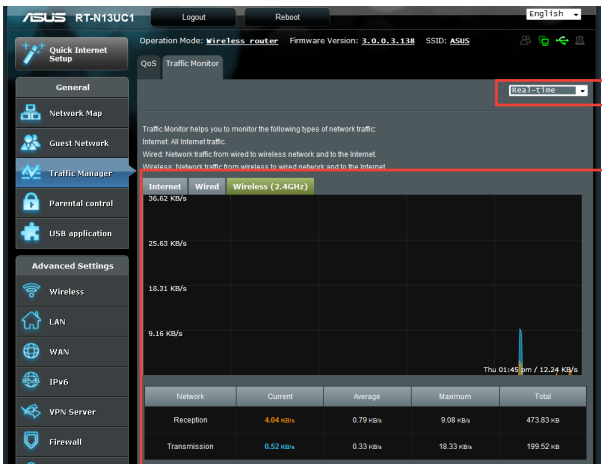 ASUS RT-N13UC1 Logout Reboot English
Quick Internet Setup
Operation Mode: Wireless router Firmware Version: 3.0.0.3.138 SSID: ASUS
QoS Traffic Monitor
General
Real-time
Network Map
Guest Network
Traffic Manager
Parental control
USB application
Traffic Monitor helps you to monitor the following types of network traffic:
Internet: All Internet traffic.
Wired: Network traffic from wired to wireless network and to the Internet.
Wireless: Network traffic from wireless to wired network and to the Internet
Internet Wired Wireless (2.4GHz)
36.62 KB/s
25.63 KB/s
18.31 KB/s
9.16 KB/s
Thu 01:45 pm / 12.24 KB/s
Advanced Settings
Wireless
LAN
WAN
IPv6
VPN Server
Firewall
Network Current Average Maximum Total
Reception 4.04 KB/s 0.79 KB/s 9.08 KB/s 473.83 KB
Transmission 0.52 KB/s 0.33 KB/s 18.33 KB/s 199.52 KB